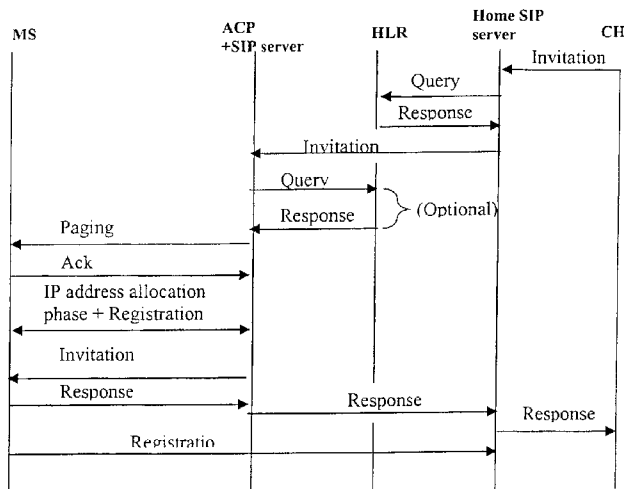 MS
ACP
+SIP server
HLR
Home SIP
server
CH
Invitation
Query
Response
Invitation
Query
Response
(Optional)
Paging
Ack
IP address allocation
phase + Registration
Invitation
Response
Response
Response
Registratio